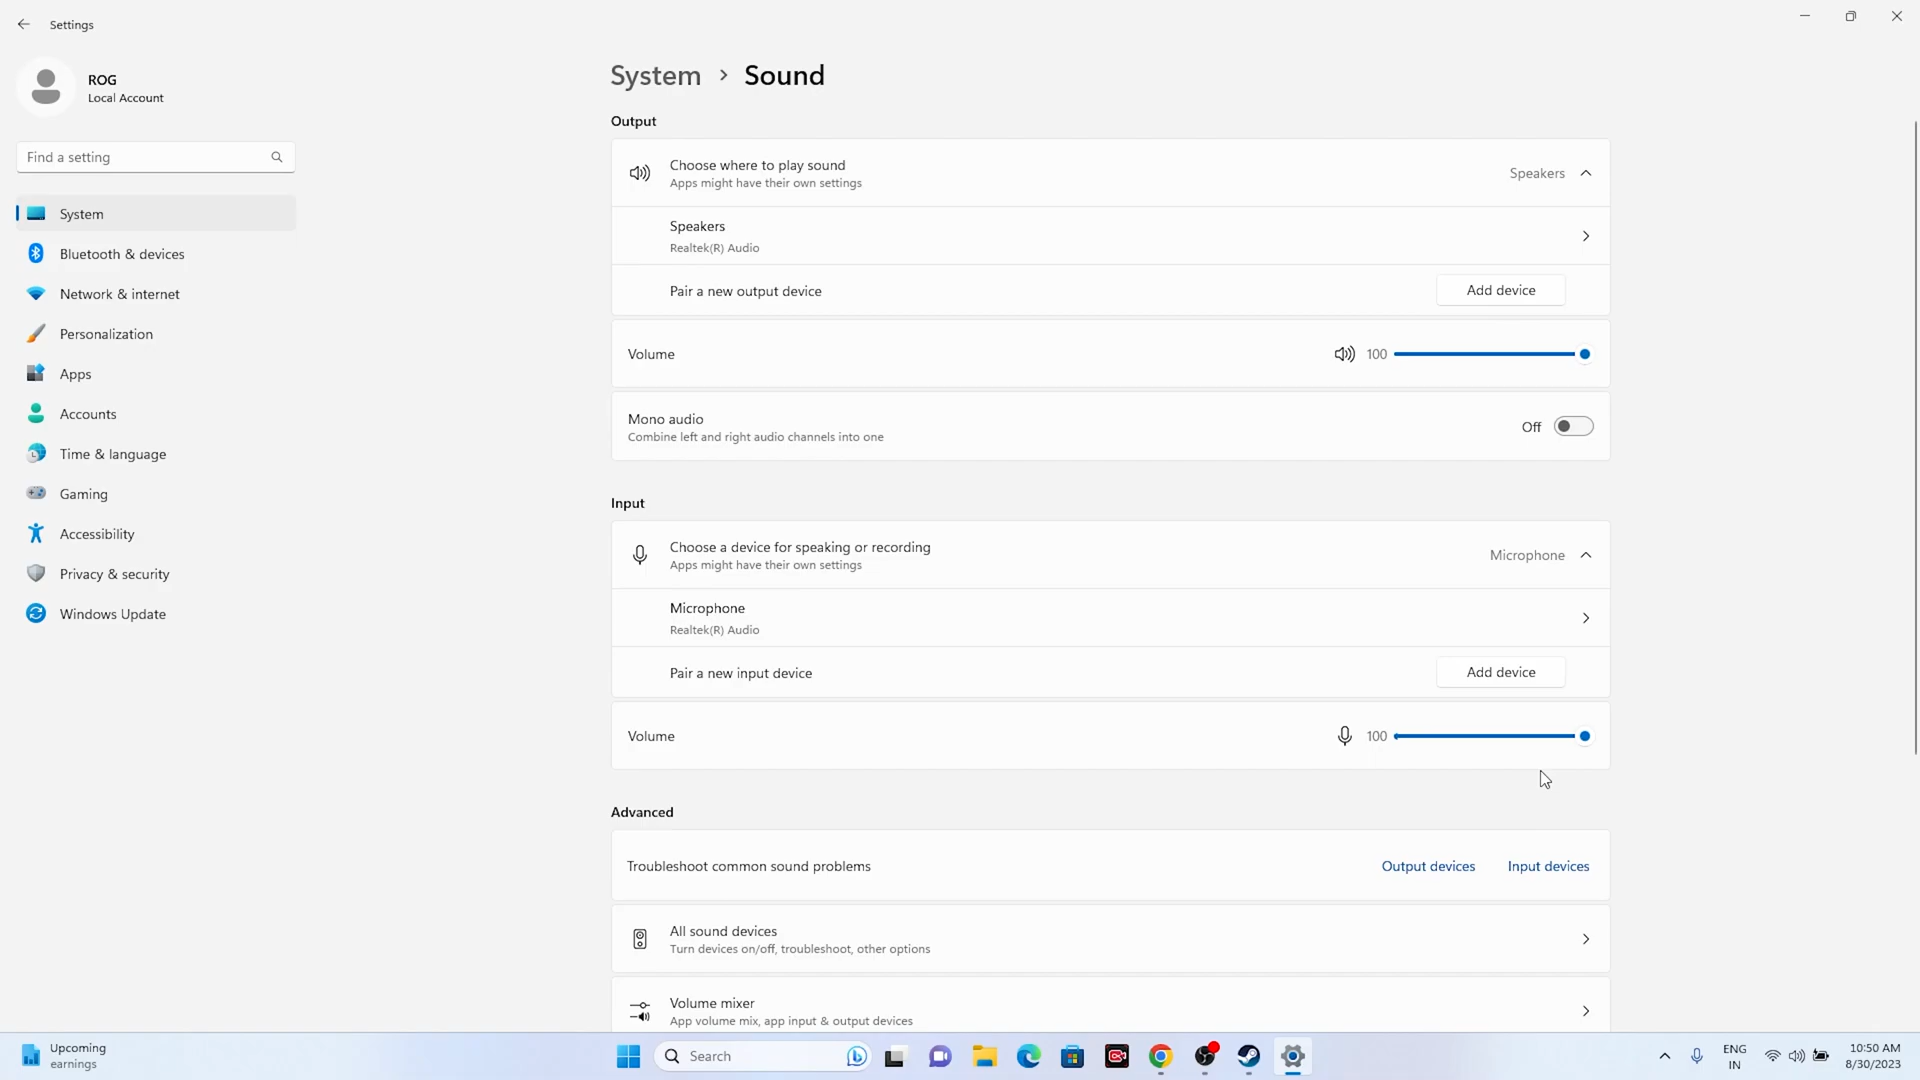 Settings
ROG
Local Account
Find a setting
System
Bluetooth & devices
Network & internet
Personalization
Apps
Accounts
Time & language
Gaming
Accessibility
Privacy & security
Windows Update
System > Sound
Output
Choose where to play sound
Apps might have their own settings
Speakers
Speakers
Realtek(R) Audio
Pair a new output device
Add device
Volume
100
Mono audio
Combine left and right audio channels into one
Off
Input
Choose a device for speaking or recording
Apps might have their own settings
Microphone
Microphone
Realtek(R) Audio
Pair a new input device
Add device
Volume
100
Advanced
Troubleshoot common sound problems
Output devices
Input devices
All sound devices
Turn devices on/off, troubleshoot, other options
Volume mixer
App volume mix, app input & output devices
Upcoming
earnings
Search
ENG
IN
10:50 AM
8/30/2023